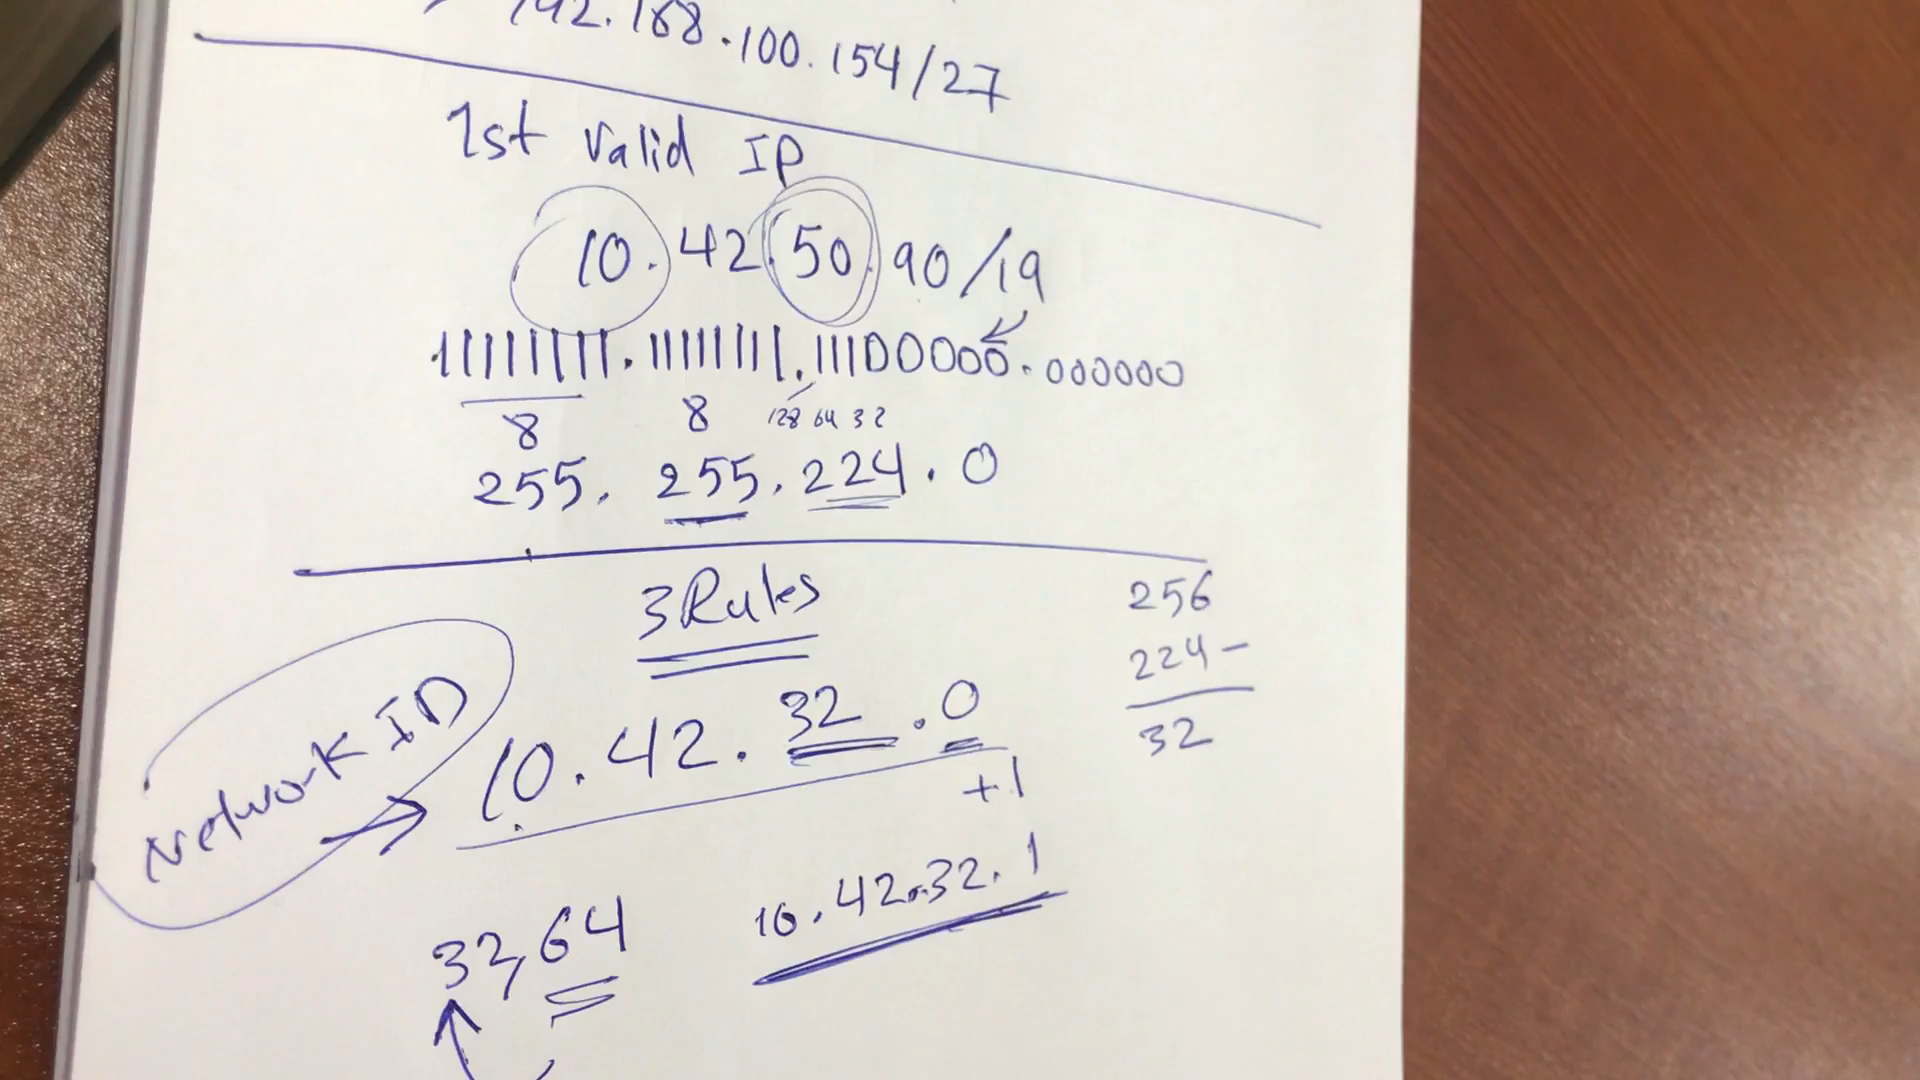 192.168.100.154/27
1st Valid IP
10.42.50.90/19
11111111.11111111.11100000.000000
8 8 128 64 32
255.255.224.0
3 Rules
256
224 -
32
Network ID
10.42.32.0
+1
10.42.32.1
32, 64